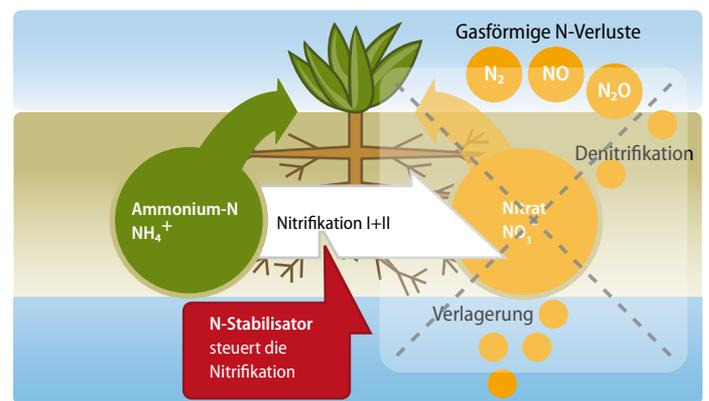 Gasförmige N-Verluste
N₂
NO
N₂O
Denitrifikation
Ammonium-N
NH₄⁺
Nitrifikation I+II
Nitrat
NO₃⁻
Verlagerung
N-Stabilisator
steuert die
Nitrifikation